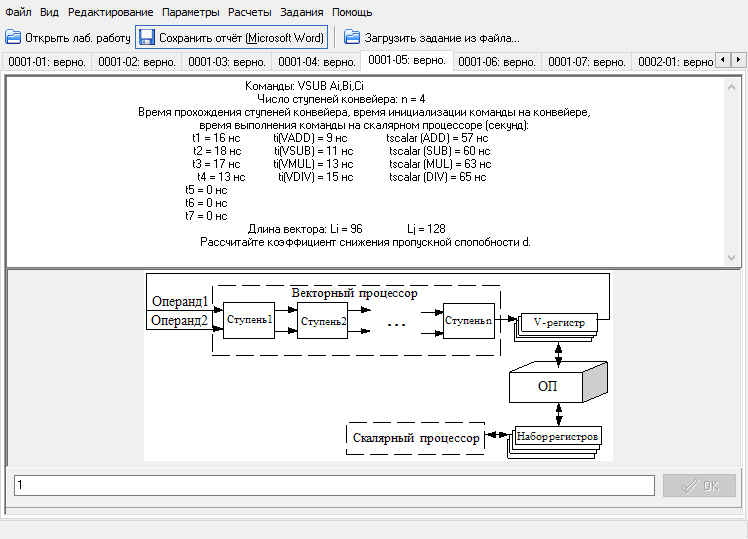 Файл Вид Редактирование Параметры Расчеты Задания Помощь
Открыть лаб. работу Сохранить отчёт (Microsoft Word) Загрузить задание из файла...
0001-01: верно. 0001-02: верно. 0001-03: верно. 0001-04: верно. 0001-05: верно. 0001-06: верно. 0001-07: верно. 0002-01: верно.
Команды: VSUB Ai,Bi,Ci
Число ступеней конвейера: n = 4
Время прохождения ступеней конвейера, время инициализации команды на конвейере,
время выполнения команды на скалярном процессоре (секунд):
t1 = 16 нс ti(VADD) = 9 нс tscalar (ADD) = 57 нс
t2 = 18 нс ti(VSUB) = 11 нс tscalar (SUB) = 60 нс
t3 = 17 нс ti(VMUL) = 13 нс tscalar (MUL) = 63 нс
t4 = 13 нс ti(VDIV) = 15 нс tscalar (DIV) = 65 нс
t5 = 0 нс
t6 = 0 нс
t7 = 0 нс
Длина вектора: Li = 96 Lj = 128
Рассчитайте коэффициент снижения пропускной спопобности d.
Векторный процессор
Операнд1
Операнд2
Ступень1
Ступень2
...
Ступеньn
V-регистр
ОП
Скалярный процессор
Наборрегистров
1
OK